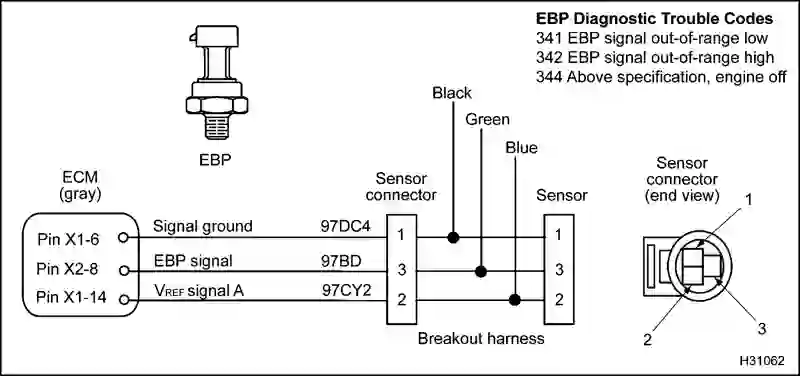 EBP Diagnostic Trouble Codes
341 EBP signal out-of-range low
342 EBP signal out-of-range high
344 Above specification, engine off
EBP
Black
Green
Blue
ECM
(gray)
Sensor
connector
Sensor
Sensor
connector
(end view)
Pin X1-6
Signal ground
97DC4
1
1
Pin X2-8
EBP signal
97BD
3
3
Pin X1-14
VREF signal A
97CY2
2
2
Breakout harness
1
2
3
H31062